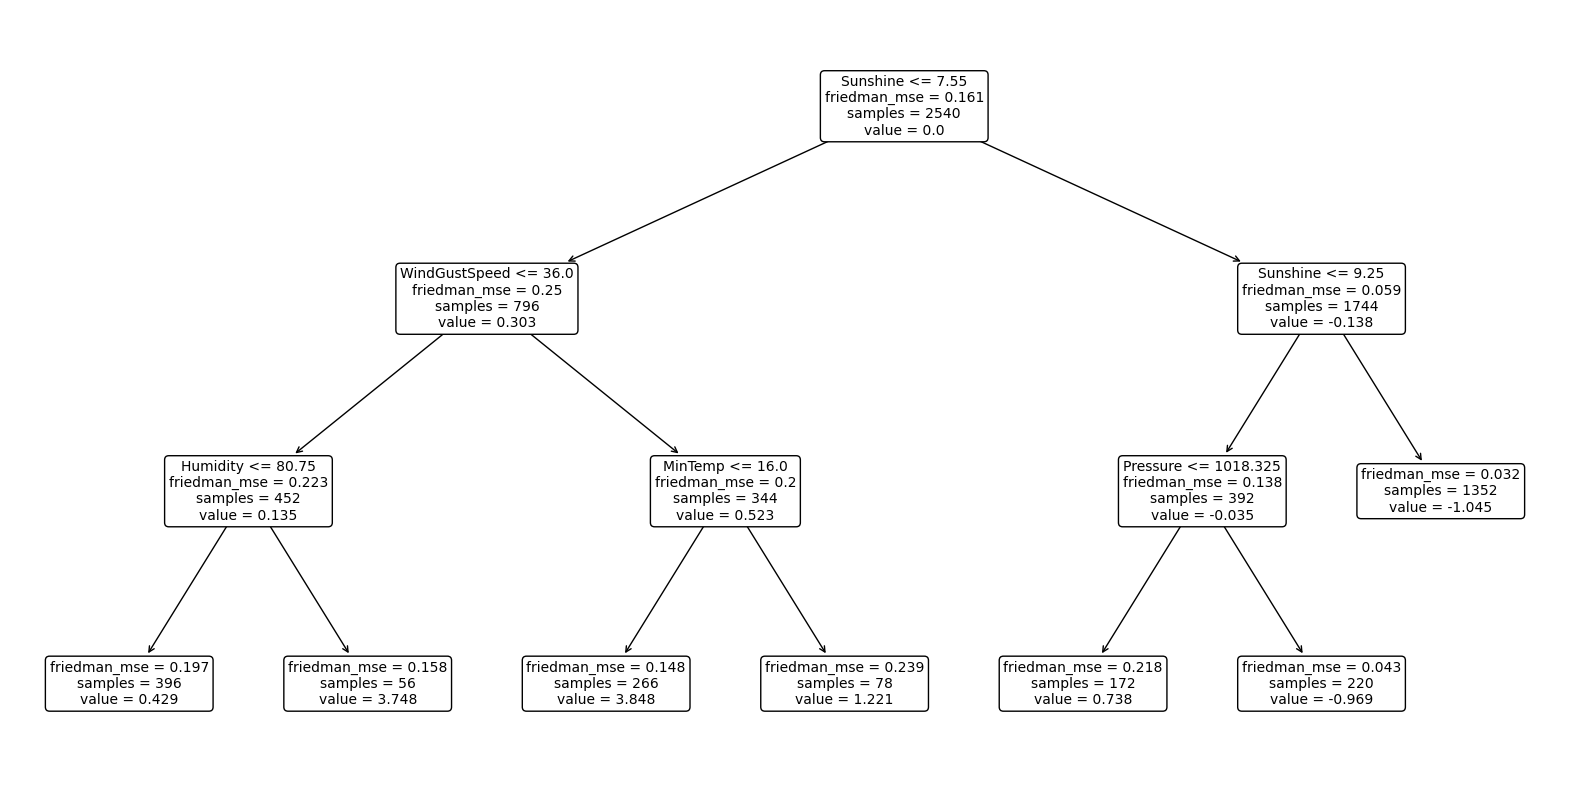 Sunshine <= 7.55
friedman_mse = 0.161
samples = 2540
value = 0.0
WindGustSpeed <= 36.0
friedman_mse = 0.25
samples = 796
value = 0.303
Sunshine <= 9.25
friedman_mse = 0.059
samples = 1744
value = -0.138
Humidity <= 80.75
friedman_mse = 0.223
samples = 452
value = 0.135
MinTemp <= 16.0
friedman_mse = 0.2
samples = 344
value = 0.523
Pressure <= 1018.325
friedman_mse = 0.138
samples = 392
value = -0.035
friedman_mse = 0.032
samples = 1352
value = -1.045
friedman_mse = 0.197
samples = 396
value = 0.429
friedman_mse = 0.158
samples = 56
value = 3.748
friedman_mse = 0.148
samples = 266
value = 3.848
friedman_mse = 0.239
samples = 78
value = 1.221
friedman_mse = 0.218
samples = 172
value = 0.738
friedman_mse = 0.043
samples = 220
value = -0.969